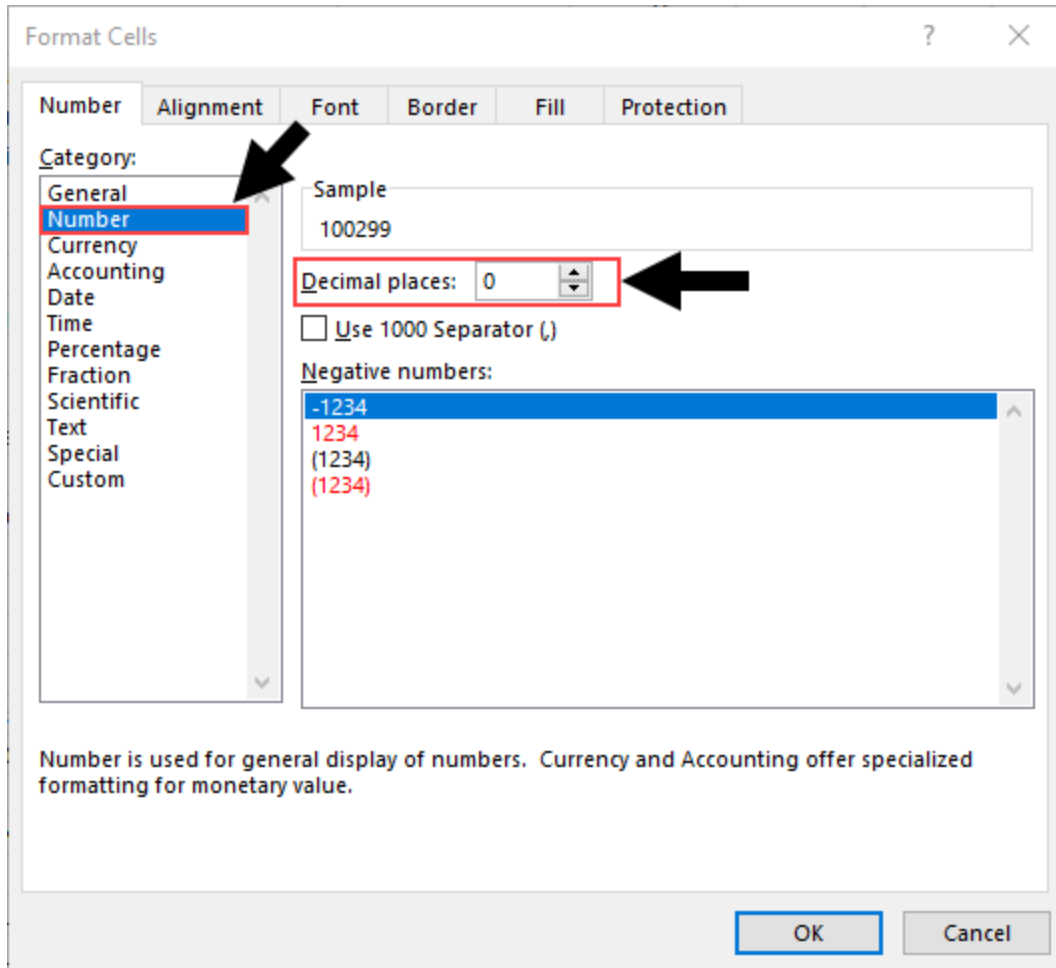 Format Cells ?
Number Alignment Font Border Fill Protection
Category:
General
Number
Currency
Accounting
Date
Time
Percentage
Fraction
Scientific
Text
Special
Custom
Sample
100299
Decimal places: 0
Use 1000 Separator (,)
Negative numbers:
-1234
1234
(1234)
(1234)
Number is used for general display of numbers.  Currency and Accounting offer specialized
formatting for monetary value.
OK Cancel